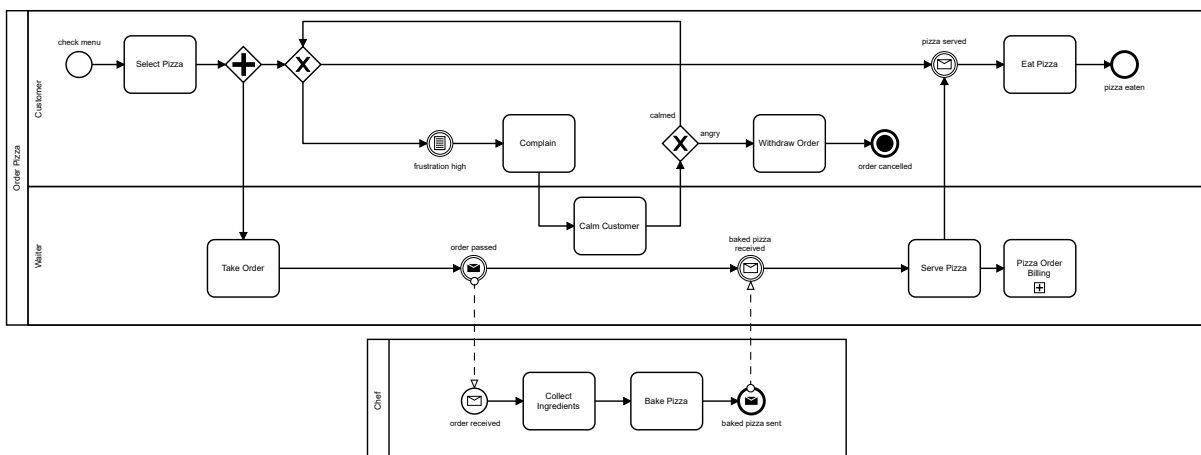 Order Pizza
Customer
check menu
Select Pizza
pizza served
Eat Pizza
pizza eaten
frustration high
Complain
calmed
angry
Withdraw Order
order cancelled
Waiter
Calm Customer
Take Order
order passed
baked pizza
received
Serve Pizza
Pizza Order
Billing
Chef
order received
Collect
Ingredients
Bake Pizza
baked pizza sent